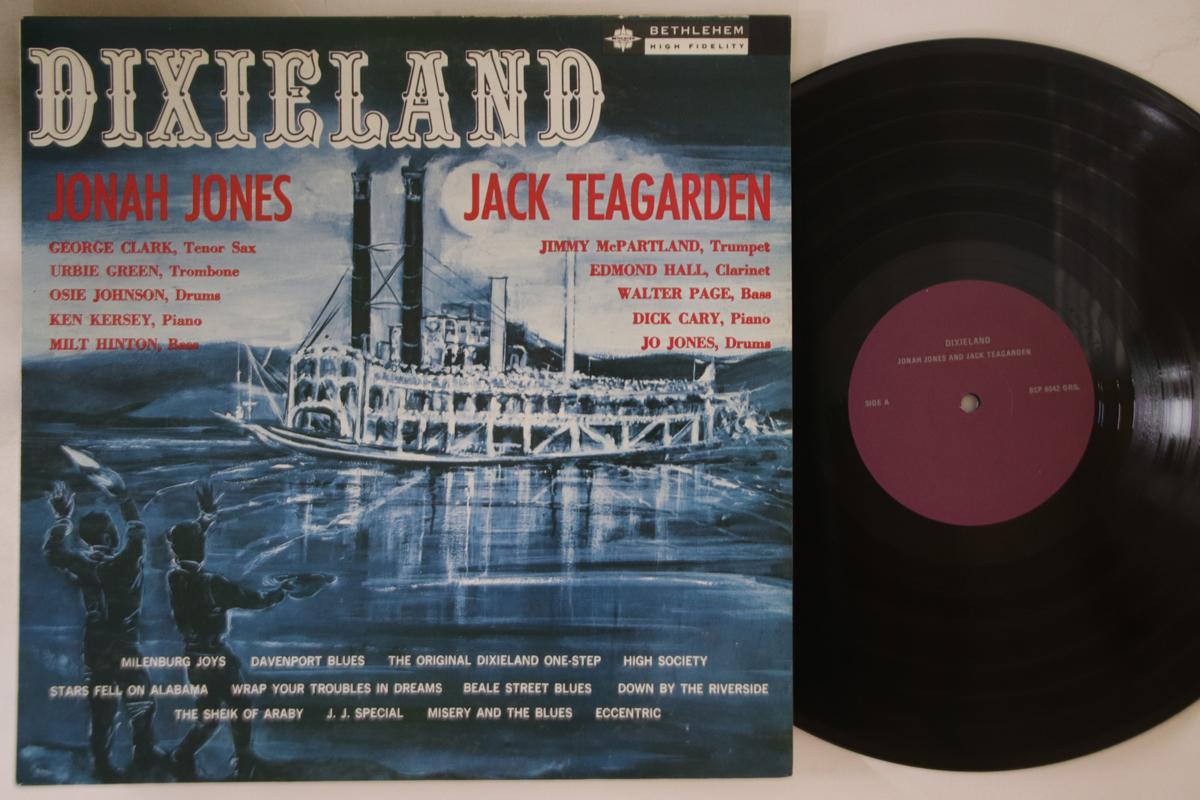 BETHLEHEM
HIGH FIDELITY
DIXIELAND
JONAH JONES
GEORGE CLARK, Tenor Sax
URBIE GREEN, Trombone
OSIE JOHNSON, Drums
KEN KERSEY, Piano
MILT HINTON, Bass
JACK TEAGARDEN
JIMMY McPARTLAND, Trumpet
EDMOND HALL, Clarinet
WALTER PAGE, Bass
DICK CARY, Piano
JO JONES, Drums
MILENBURG JOYS DAVENPORT BLUES THE ORIGINAL DIXIELAND ONE-STEP HIGH SOCIETY
STARS FELL ON ALABAMA WRAP YOUR TROUBLES IN DREAMS BEALE STREET BLUES DOWN BY THE RIVERSIDE
THE SHEIK OF ARABY J. J. SPECIAL MISERY AND THE BLUES ECCENTRIC
DIXIELAND
JONAH JONES AND JACK TEAGARDEN
SIDE A
BCP 6042 ORG.